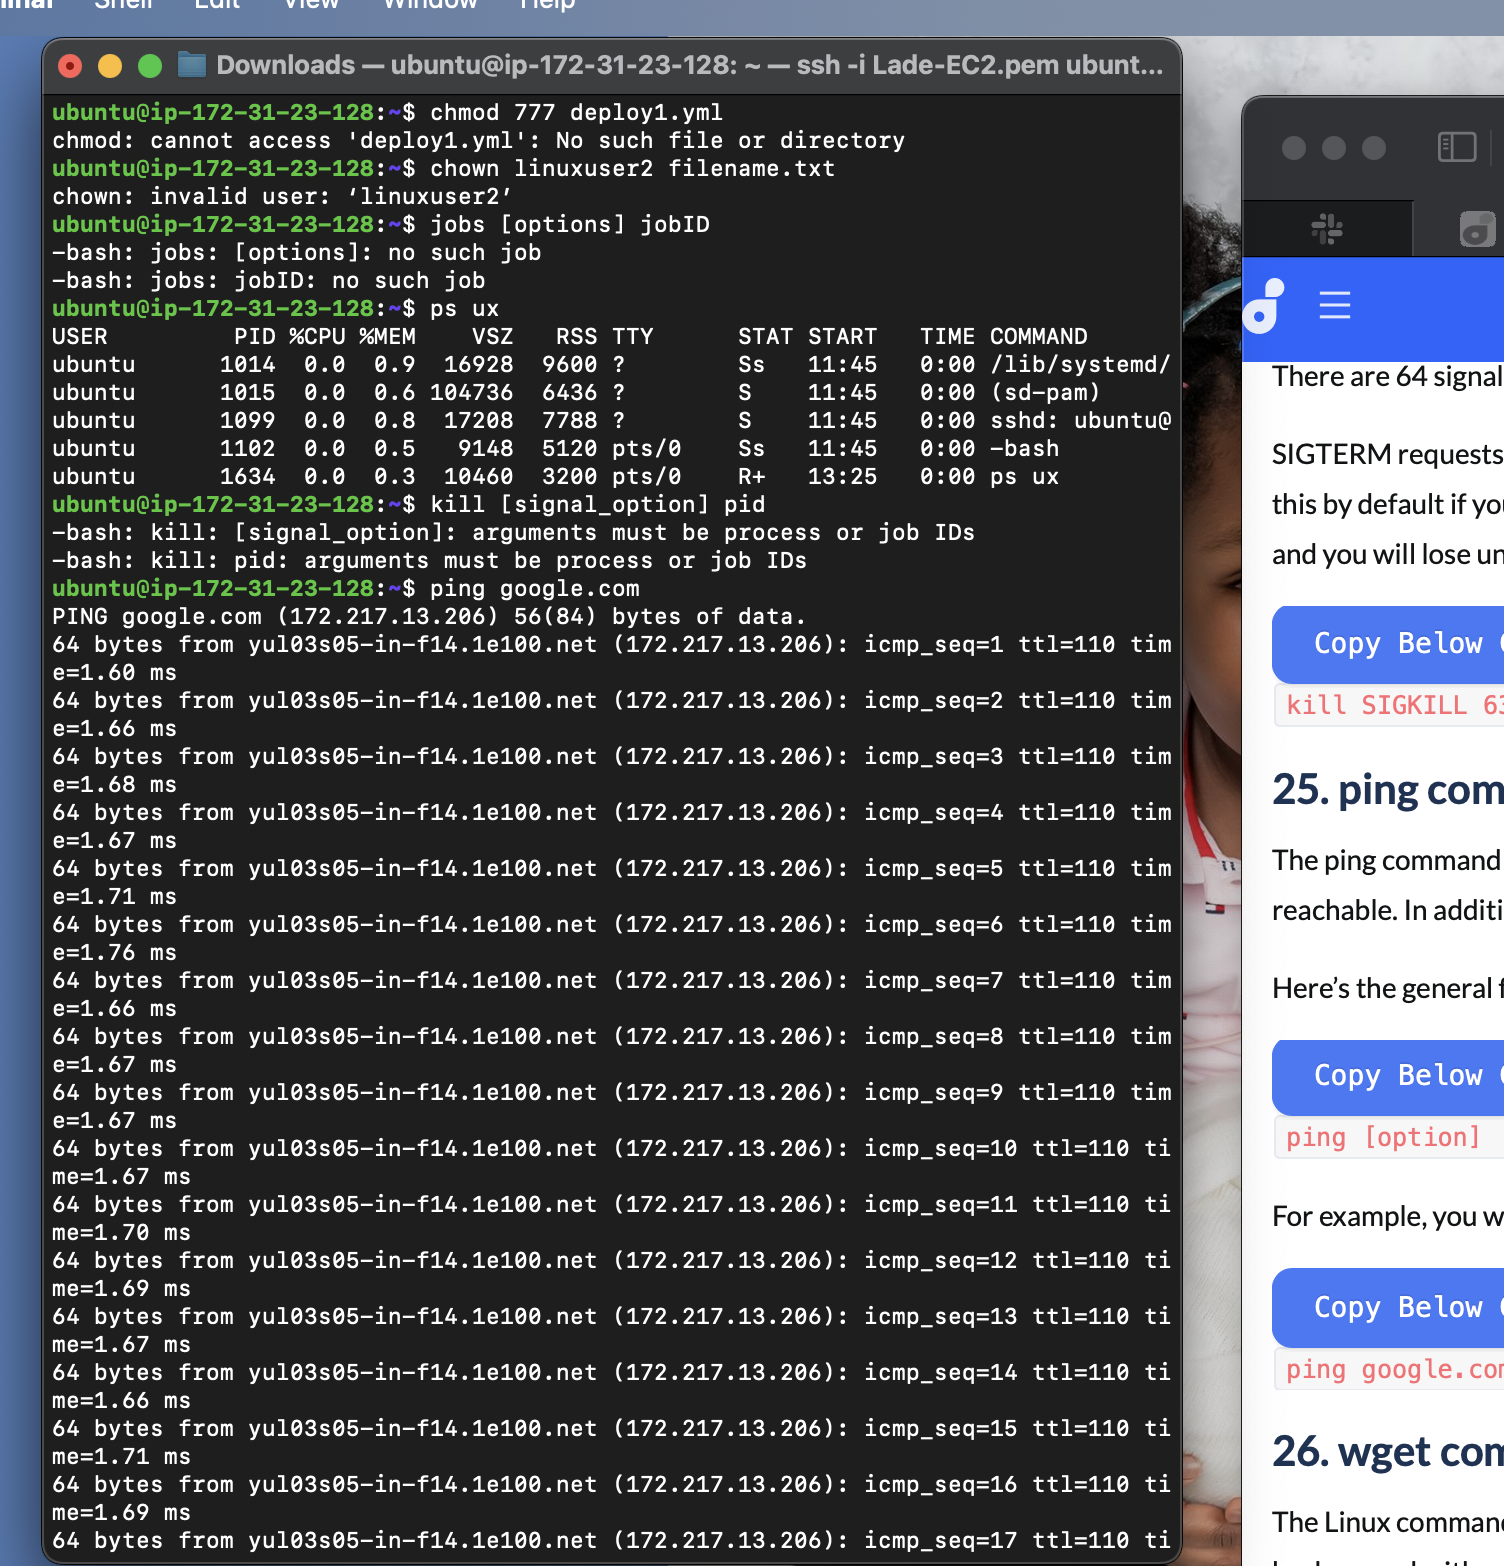 Shell Edit View Window Help
Downloads — ubuntu@ip-172-31-23-128: ~ — ssh -i Lade-EC2.pem ubunt...
ubuntu@ip-172-31-23-128:~$ chmod 777 deploy1.yml
chmod: cannot access 'deploy1.yml': No such file or directory
ubuntu@ip-172-31-23-128:~$ chown linuxuser2 filename.txt
chown: invalid user: ‘linuxuser2’
ubuntu@ip-172-31-23-128:~$ jobs [options] jobID
-bash: jobs: [options]: no such job
-bash: jobs: jobID: no such job
ubuntu@ip-172-31-23-128:~$ ps ux
USER PID %CPU %MEM VSZ RSS TTY STAT START TIME COMMAND
ubuntu 1014 0.0 0.9 16928 9600 ? Ss 11:45 0:00 /lib/systemd/
ubuntu 1015 0.0 0.6 104736 6436 ? S 11:45 0:00 (sd-pam)
ubuntu 1099 0.0 0.8 17208 7788 ? S 11:45 0:00 sshd: ubuntu@
ubuntu 1102 0.0 0.5 9148 5120 pts/0 Ss 11:45 0:00 -bash
ubuntu 1634 0.0 0.3 10460 3200 pts/0 R+ 13:25 0:00 ps ux
ubuntu@ip-172-31-23-128:~$ kill [signal_option] pid
-bash: kill: [signal_option]: arguments must be process or job IDs
-bash: kill: pid: arguments must be process or job IDs
ubuntu@ip-172-31-23-128:~$ ping google.com
PING google.com (172.217.13.206) 56(84) bytes of data.
64 bytes from yul03s05-in-f14.1e100.net (172.217.13.206): icmp_seq=1 ttl=110 tim
e=1.60 ms
64 bytes from yul03s05-in-f14.1e100.net (172.217.13.206): icmp_seq=2 ttl=110 tim
e=1.66 ms
64 bytes from yul03s05-in-f14.1e100.net (172.217.13.206): icmp_seq=3 ttl=110 tim
e=1.68 ms
64 bytes from yul03s05-in-f14.1e100.net (172.217.13.206): icmp_seq=4 ttl=110 tim
e=1.67 ms
64 bytes from yul03s05-in-f14.1e100.net (172.217.13.206): icmp_seq=5 ttl=110 tim
e=1.71 ms
64 bytes from yul03s05-in-f14.1e100.net (172.217.13.206): icmp_seq=6 ttl=110 tim
e=1.76 ms
64 bytes from yul03s05-in-f14.1e100.net (172.217.13.206): icmp_seq=7 ttl=110 tim
e=1.66 ms
64 bytes from yul03s05-in-f14.1e100.net (172.217.13.206): icmp_seq=8 ttl=110 tim
e=1.67 ms
64 bytes from yul03s05-in-f14.1e100.net (172.217.13.206): icmp_seq=9 ttl=110 tim
e=1.67 ms
64 bytes from yul03s05-in-f14.1e100.net (172.217.13.206): icmp_seq=10 ttl=110 ti
me=1.67 ms
64 bytes from yul03s05-in-f14.1e100.net (172.217.13.206): icmp_seq=11 ttl=110 ti
me=1.70 ms
64 bytes from yul03s05-in-f14.1e100.net (172.217.13.206): icmp_seq=12 ttl=110 ti
me=1.69 ms
64 bytes from yul03s05-in-f14.1e100.net (172.217.13.206): icmp_seq=13 ttl=110 ti
me=1.67 ms
64 bytes from yul03s05-in-f14.1e100.net (172.217.13.206): icmp_seq=14 ttl=110 ti
me=1.66 ms
64 bytes from yul03s05-in-f14.1e100.net (172.217.13.206): icmp_seq=15 ttl=110 ti
me=1.71 ms
64 bytes from yul03s05-in-f14.1e100.net (172.217.13.206): icmp_seq=16 ttl=110 ti
me=1.69 ms
64 bytes from yul03s05-in-f14.1e100.net (172.217.13.206): icmp_seq=17 ttl=110 ti
There are 64 signal
SIGTERM requests
this by default if you
and you will lose un
Copy Below
kill SIGKILL 63
25. ping com
The ping command
reachable. In additi
Here’s the general f
Copy Below
ping [option]
For example, you w
Copy Below
ping google.com
26. wget com
The Linux command